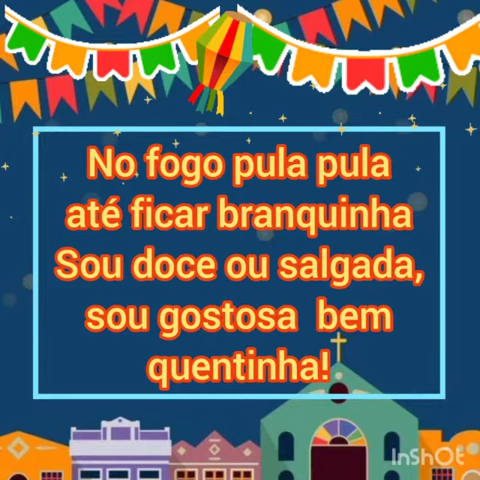 No fogo pula pula
até ficar branquinha
Sou doce ou salgada,
sou gostosa bem
quentinha!
InShOt